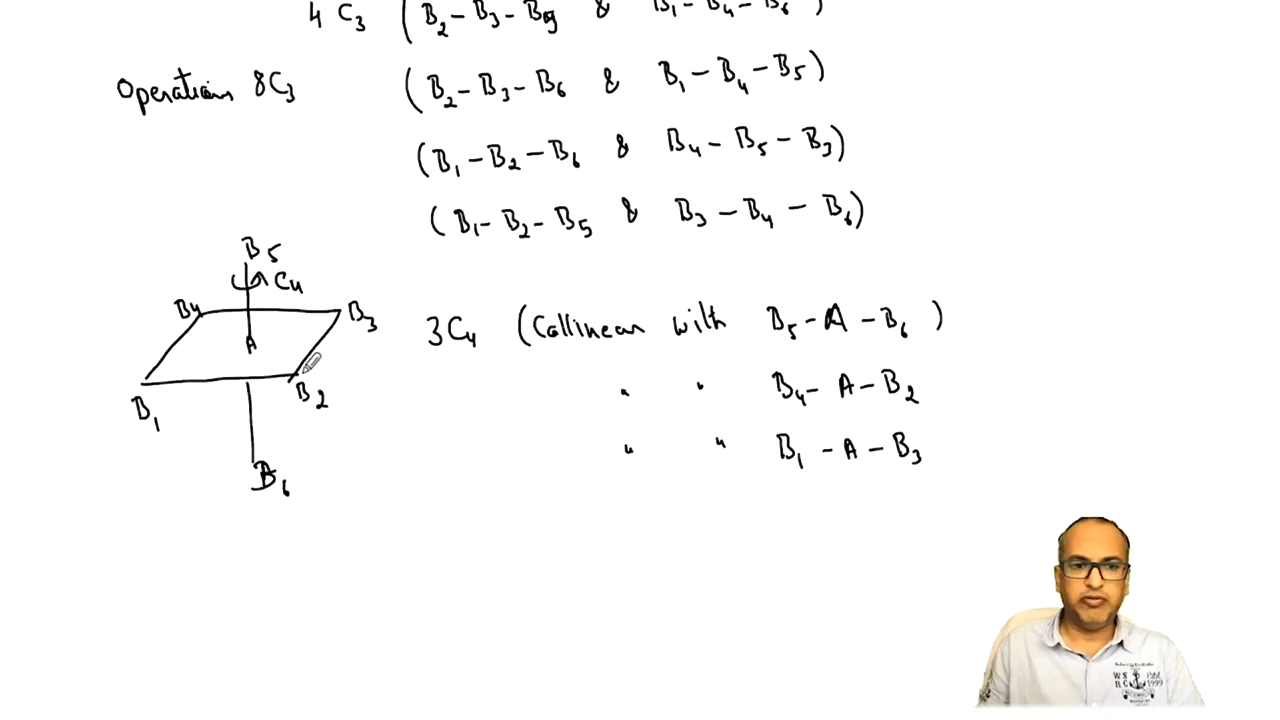 4 C₃ (B₂ – B₃ – B₅ & B₁ – B₄ – B₆)
Operations 8C₃ (B₂ – B₃ – B₆ & B₁ – B₄ – B₅)
(B₁ – B₂ – B₆ & B₄ – B₅ – B₃)
(B₁ – B₂ – B₅ & B₃ – B₄ – B₆)
B₅
C₄
B₄
B₃
A
B₁
B₂
B₆
3C₄ (Collinear with B₅ – A – B₆)
" " B₄ – A – B₂
" " B₁ – A – B₃
W S
R C
1999